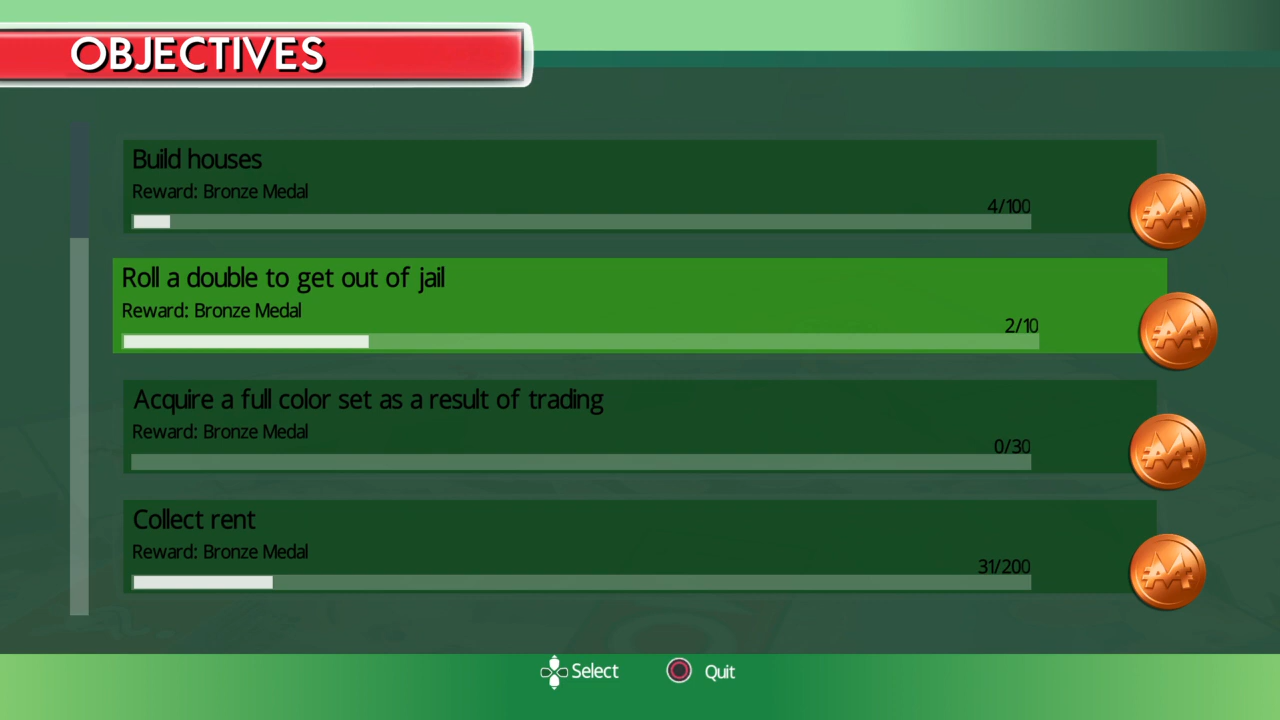 OBJECTIVES
Build houses
Reward: Bronze Medal
4/100
Roll a double to get out of jail
Reward: Bronze Medal
2/10
Acquire a full color set as a result of trading
Reward: Bronze Medal
0/30
Collect rent
Reward: Bronze Medal
31/200
Select
Quit